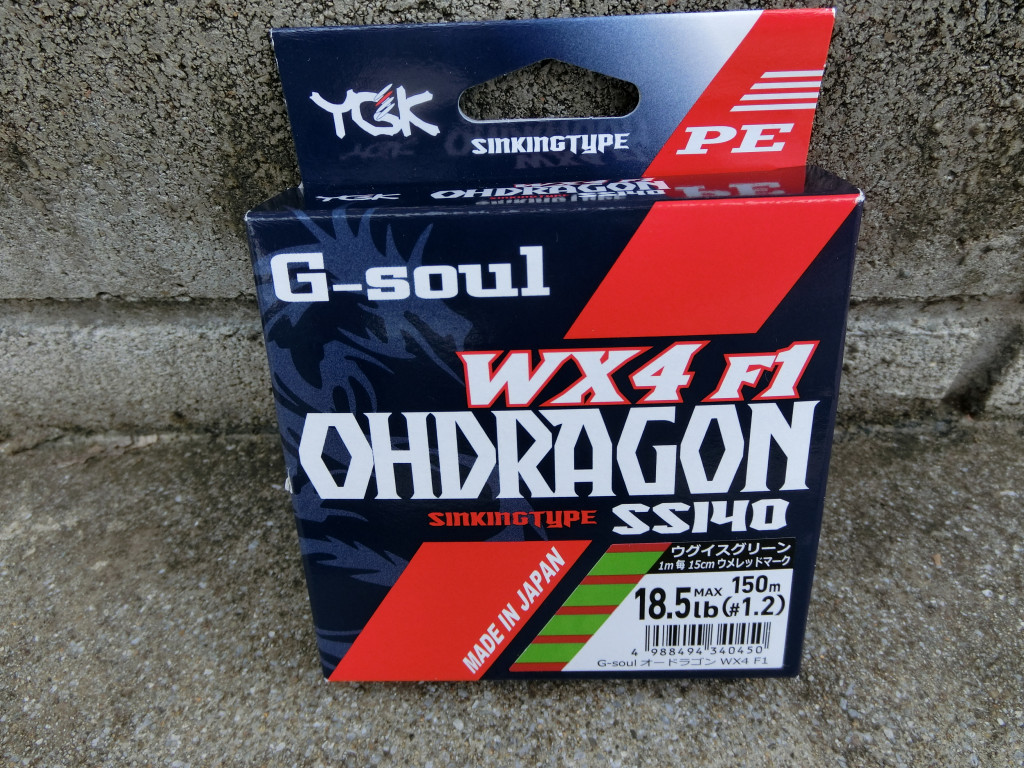 YGK
SINKINGTYPE
PE
YGK
OHDRAGON
SS140
G-soul
WX4 F1
OHDRAGON
SINKINGTYPE SS140
MADE IN JAPAN
ウグイスグリーン
1m毎 15cm ウメレッドマーク
18.5lb MAX 150m (#1.2)
4 988494 340450
G-soul オードラゴン WX4 F1